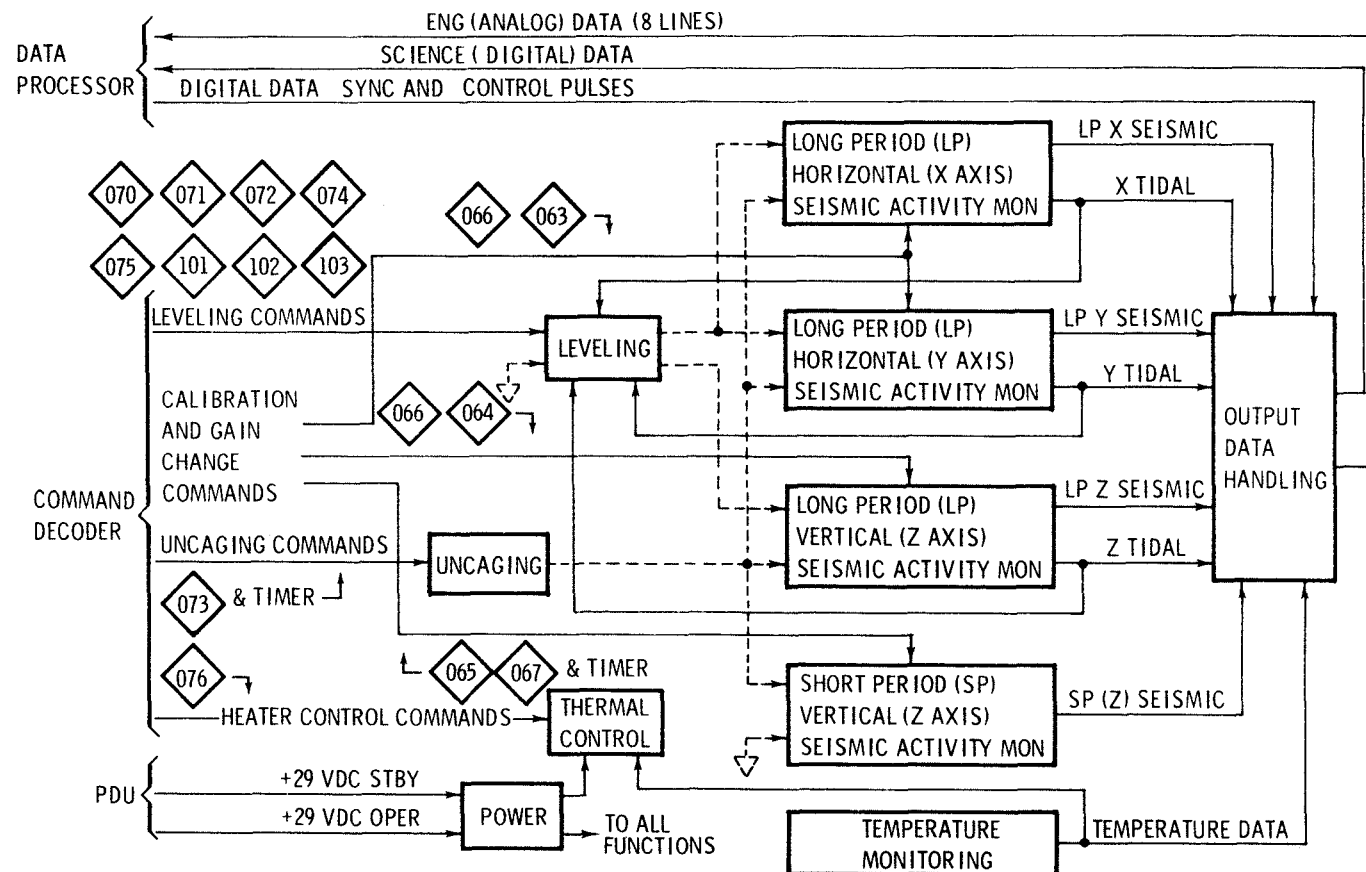 ENG (ANALOG) DATA (8 LINES)
SCIENCE (DIGITAL) DATA
DIGITAL DATA SYNC AND CONTROL PULSES
DATA
PROCESSOR
070 071 072 074
075 101 102 103
066 063
LONG PERIOD (LP)
HORIZONTAL (X AXIS)
SEISMIC ACTIVITY MON
LP X SEISMIC
X TIDAL
LEVELING COMMANDS
LEVELING
LONG PERIOD (LP)
HORIZONTAL (Y AXIS)
SEISMIC ACTIVITY MON
LP Y SEISMIC
Y TIDAL
OUTPUT
DATA
HANDLING
CALIBRATION
AND GAIN
CHANGE
COMMANDS
066 064
COMMAND
DECODER
LONG PERIOD (LP)
VERTICAL (Z AXIS)
SEISMIC ACTIVITY MON
LP Z SEISMIC
Z TIDAL
UNCAGING COMMANDS
UNCAGING
073 & TIMER
076
065 067 & TIMER
SHORT PERIOD (SP)
VERTICAL (Z AXIS)
SEISMIC ACTIVITY MON
SP (Z) SEISMIC
HEATER CONTROL COMMANDS
THERMAL
CONTROL
PDU
+29 VDC STBY
+29 VDC OPER
POWER
TO ALL
FUNCTIONS
TEMPERATURE
MONITORING
TEMPERATURE DATA